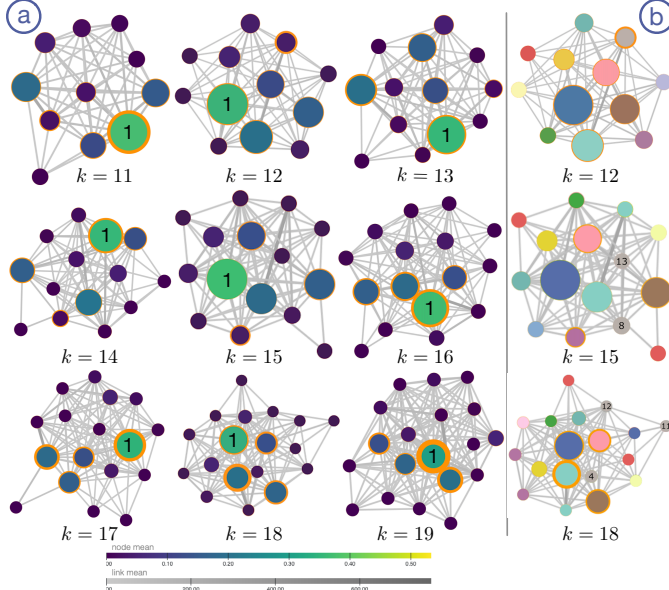 a
b
1
1
1
k = 11
k = 12
k = 13
k = 12
1
1
1
13
8
k = 14
k = 15
k = 16
k = 15
1
1
1
12
11
4
k = 17
k = 18
k = 19
k = 18
node mean
00 0.10 0.20 0.30 0.40 0.50
link mean
00 200.00 400.00 600.00